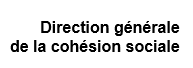 Direction générale
de la cohésion sociale